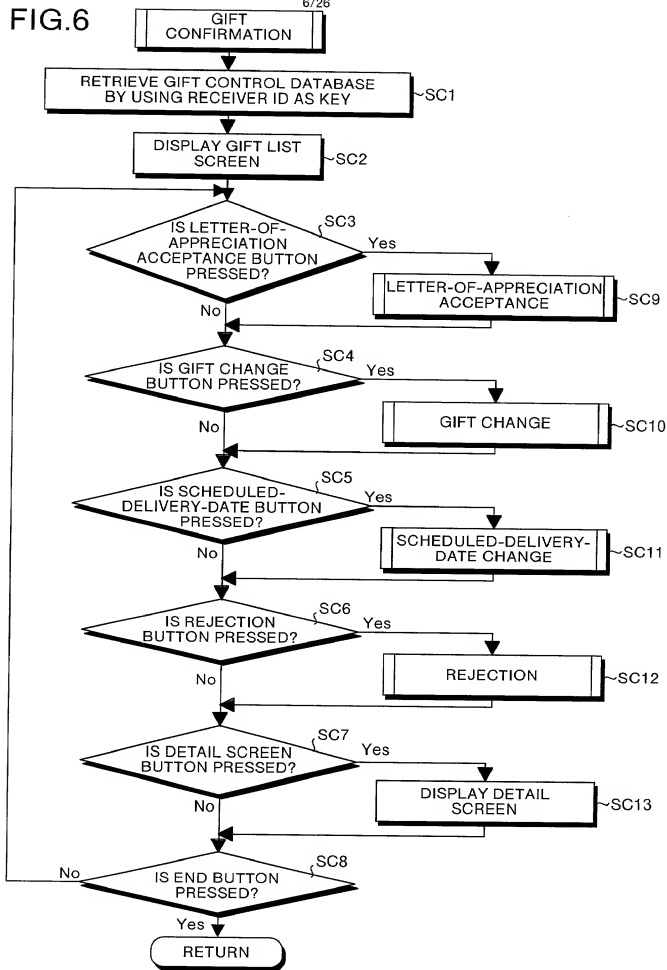 FIG.6
6/26
GIFT
CONFIRMATION
RETRIEVE GIFT CONTROL DATABASE
BY USING RECEIVER ID AS KEY
SC1
DISPLAY GIFT LIST
SCREEN
SC2
SC3
IS LETTER-OF-
APPRECIATION
ACCEPTANCE BUTTON
PRESSED?
Yes
No
LETTER-OF-APPRECIATION
ACCEPTANCE
SC9
SC4
IS GIFT CHANGE
BUTTON PRESSED?
Yes
No
GIFT CHANGE
SC10
SC5
IS SCHEDULED-
DELIVERY-DATE BUTTON
PRESSED?
Yes
No
SCHEDULED-DELIVERY-
DATE CHANGE
SC11
SC6
IS REJECTION
BUTTON PRESSED?
Yes
No
REJECTION
SC12
SC7
IS DETAIL SCREEN
BUTTON PRESSED?
Yes
No
DISPLAY DETAIL
SCREEN
SC13
SC8
IS END BUTTON
PRESSED?
No
Yes
RETURN